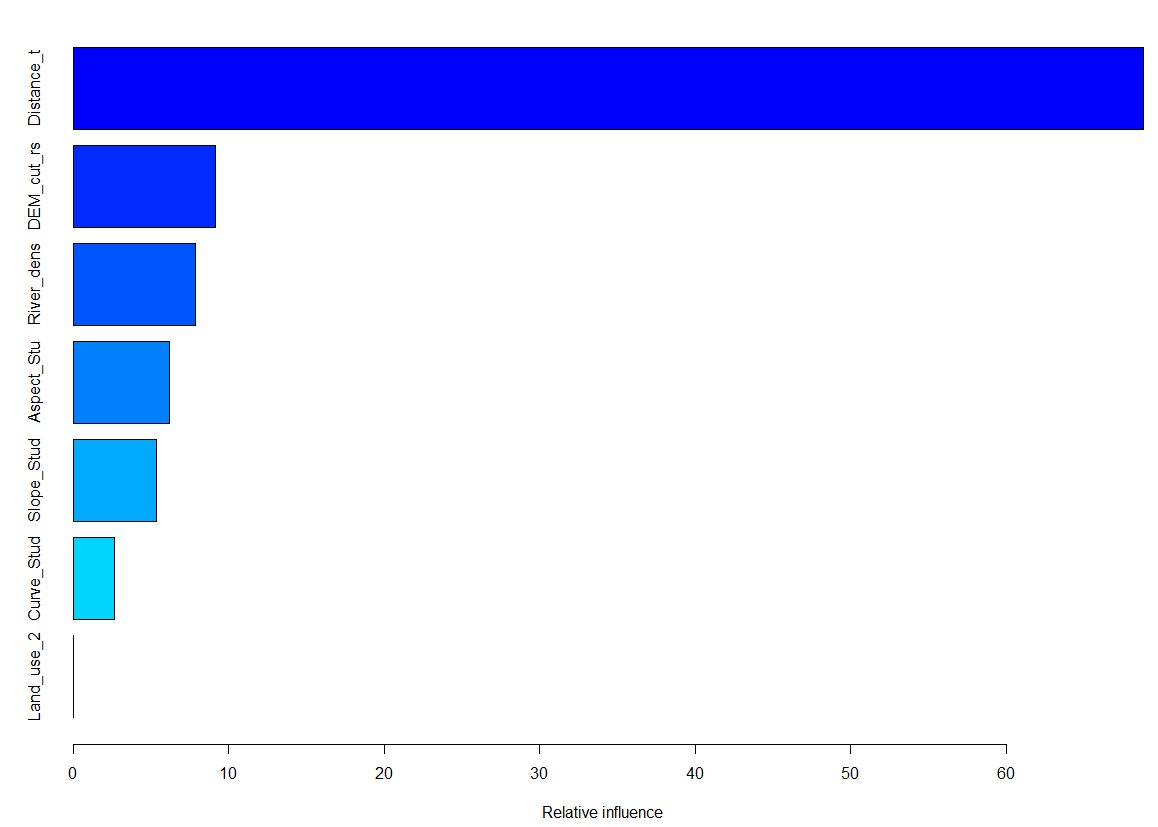 Distance_t
DEM_cut_rs
River_dens
Aspect_Stu
Slope_Stud
Curve_Stud
Land_use_2
0 10 20 30 40 50 60
Relative influence